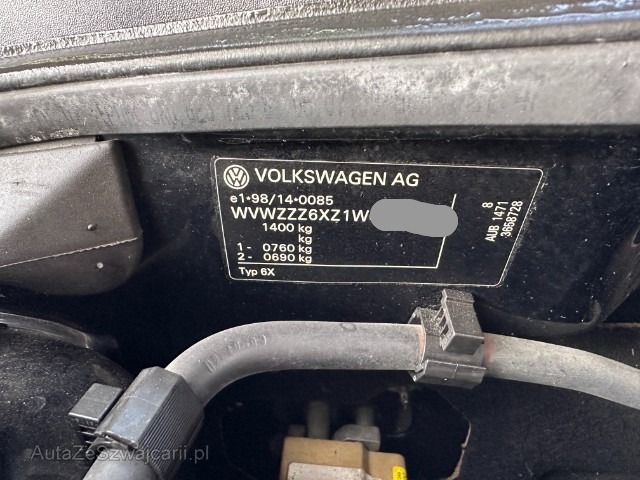 VOLKSWAGEN AG
e1*98/14*0085
WVWZZZ6XZ1W
1400 kg
kg
1- 0760 kg
2- 0690 kg
Typ 6X
8
AUB 1471
3658728
AutaZeSzwajcarii.pl